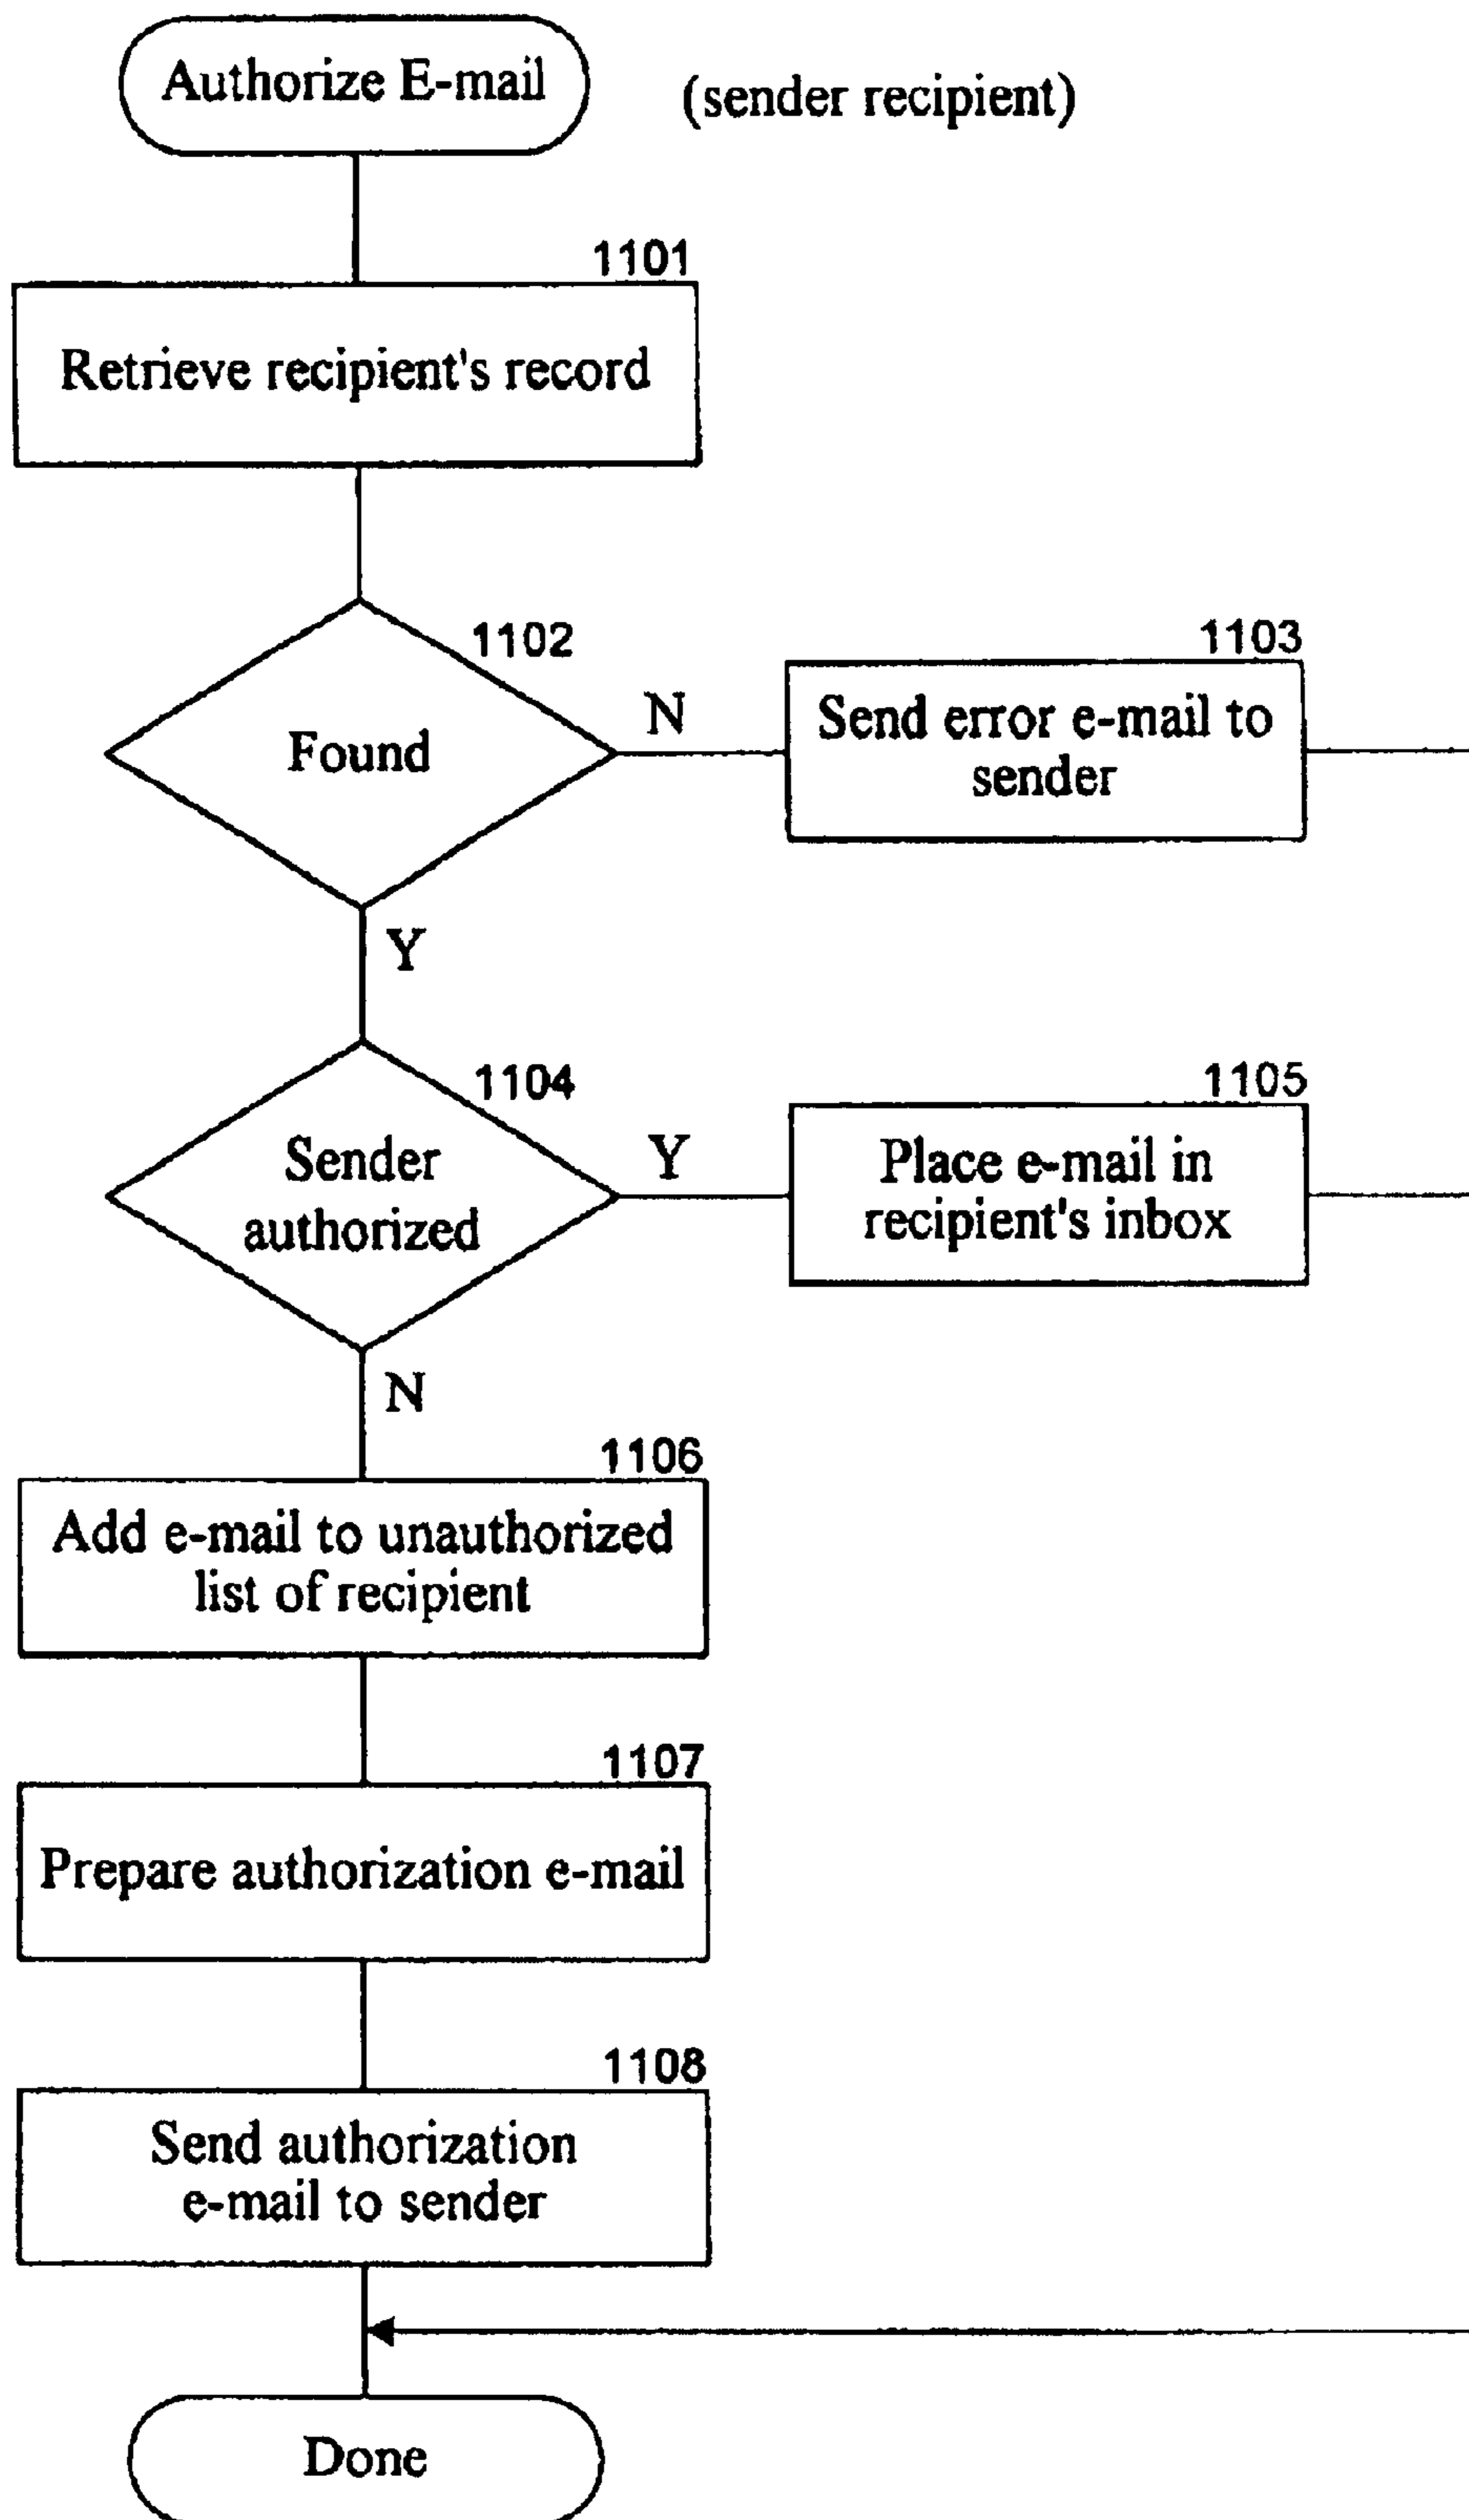 Authorize E-mail
(sender recipient)
1101
Retrieve recipient's record
1102
Found
N
1103
Send error e-mail to
sender
Y
1104
Sender
authorized
Y
1105
Place e-mail in
recipient's inbox
N
1106
Add e-mail to unauthorized
list of recipient
1107
Prepare authorization e-mail
1108
Send authorization
e-mail to sender
Done